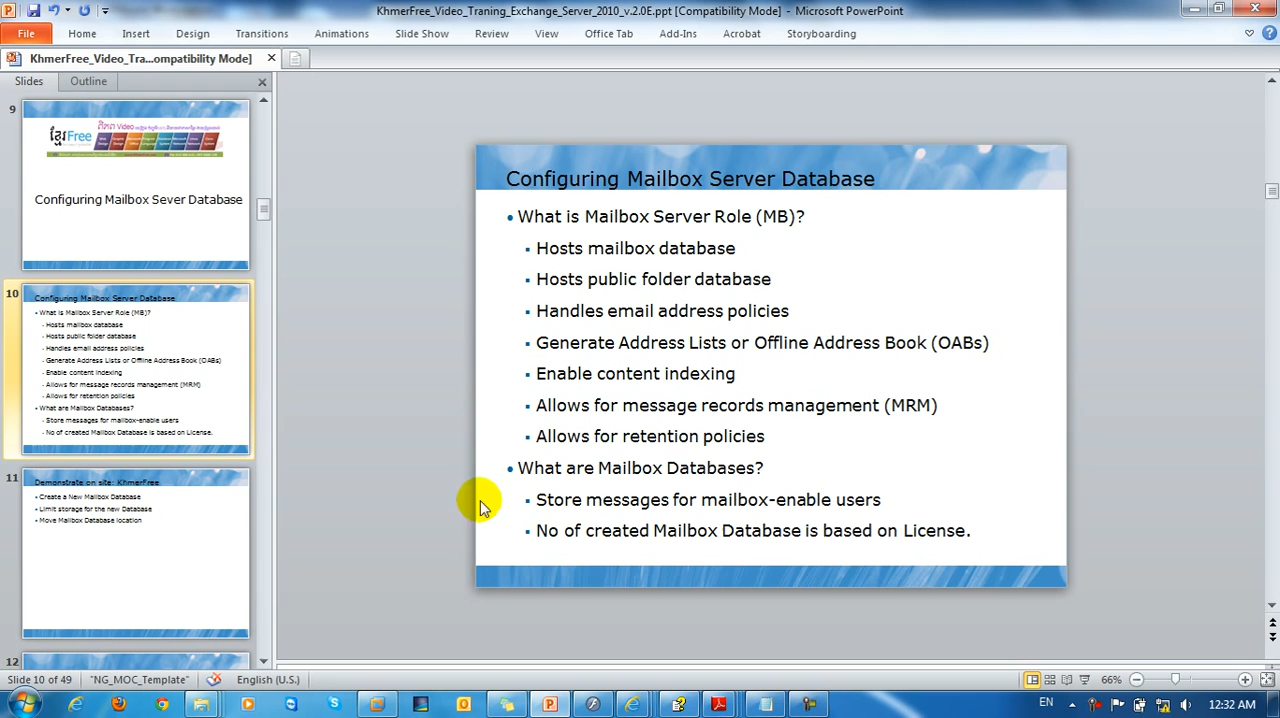 KhmerFree_Video_Traning_Exchange_Server_2010_v.2.0E.ppt [Compatibility Mode] - Microsoft PowerPoint
File Home Insert Design Transitions Animations Slide Show Review View Office Tab Add-Ins Acrobat Storyboarding
KhmerFree_Video_Tra...ompatibility Mode]
Slides Outline
9
ខ្មែរFree
Video
Configuring Mailbox Sever Database
10
Configuring Mailbox Server Database
• What is Mailbox Server Role (MB)?
Hosts mailbox database
Hosts public folder database
Handles email address policies
Generate Address Lists or Offline Address Book (OABs)
Enable content indexing
Allows for message records management (MRM)
Allows for retention policies
• What are Mailbox Databases?
Store messages for mailbox-enable users
No of created Mailbox Database is based on License.
11
Demonstrate on site: KhmerFree
• Create a New Mailbox Database
• Limit storage for the new Database
• Move Mailbox Database location
12
Configuring Mailbox Server Database
• What is Mailbox Server Role (MB)?
▪ Hosts mailbox database
▪ Hosts public folder database
▪ Handles email address policies
▪ Generate Address Lists or Offline Address Book (OABs)
▪ Enable content indexing
▪ Allows for message records management (MRM)
▪ Allows for retention policies
• What are Mailbox Databases?
▪ Store messages for mailbox-enable users
▪ No of created Mailbox Database is based on License.
Slide 10 of 49 "NG_MOC_Template" English (U.S.) 66%
EN 12:32 AM